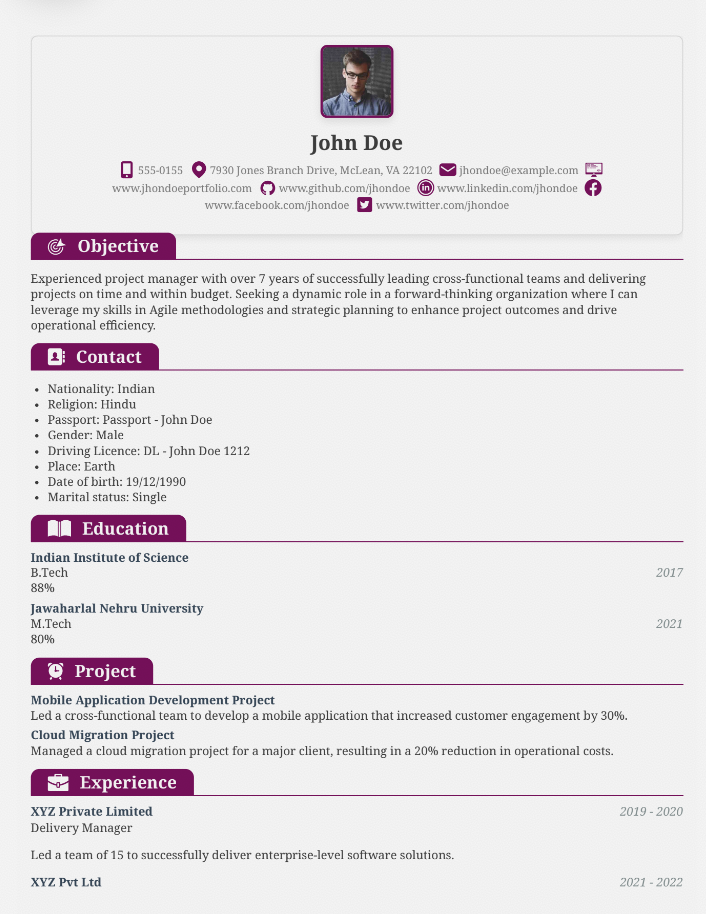 John Doe
555-0155 7930 Jones Branch Drive, McLean, VA 22102 jhondoe@example.com
www.jhondoeportfolio.com www.github.com/jhondoe www.linkedin.com/jhondoe
www.facebook.com/jhondoe www.twitter.com/jhondoe
Objective
Experienced project manager with over 7 years of successfully leading cross-functional teams and delivering
projects on time and within budget. Seeking a dynamic role in a forward-thinking organization where I can
leverage my skills in Agile methodologies and strategic planning to enhance project outcomes and drive
operational efficiency.
Contact
• Nationality: Indian
• Religion: Hindu
• Passport: Passport - John Doe
• Gender: Male
• Driving Licence: DL - John Doe 1212
• Place: Earth
• Date of birth: 19/12/1990
• Marital status: Single
Education
Indian Institute of Science
B.Tech 2017
88%
Jawaharlal Nehru University
M.Tech 2021
80%
Project
Mobile Application Development Project
Led a cross-functional team to develop a mobile application that increased customer engagement by 30%.
Cloud Migration Project
Managed a cloud migration project for a major client, resulting in a 20% reduction in operational costs.
Experience
XYZ Private Limited 2019 - 2020
Delivery Manager
Led a team of 15 to successfully deliver enterprise-level software solutions.
XYZ Pvt Ltd 2021 - 2022